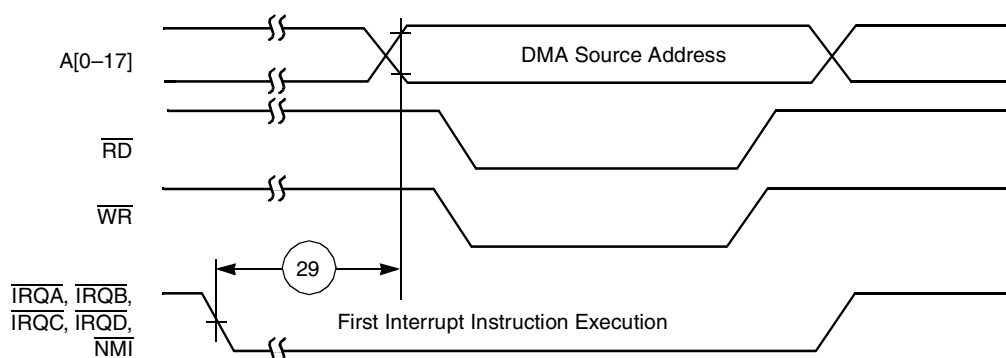 A[0–17]
DMA Source Address
RD
WR
29
IRQA, IRQB,
IRQC, IRQD,
NMI
First Interrupt Instruction Execution